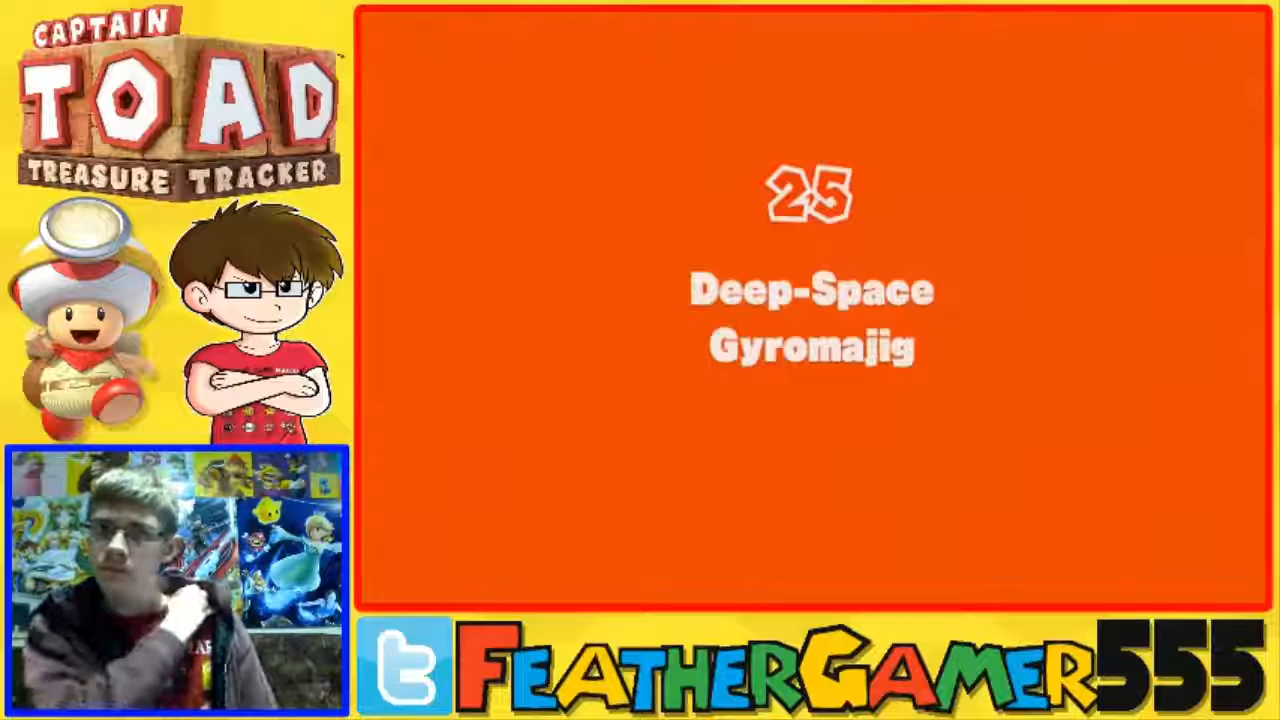 CAPTAIN
TOAD
TREASURE TRACKER
25
Deep-Space
Gyromajig
FEATHERGAMER555